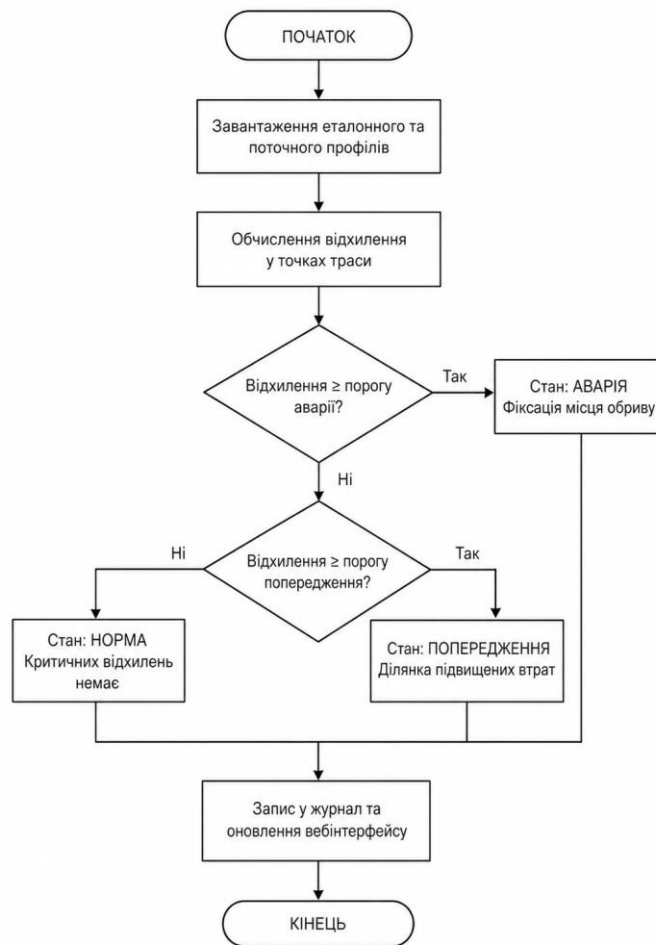 ПОЧАТОК
Завантаження еталонного та
поточного профілів
Обчислення відхилення
у точках траси
Відхилення ≥ порогу
аварії?
Так
Стан: АВАРІЯ
Фіксація місця обриву
Ні
Відхилення ≥ порогу
попередження?
Ні
Так
Стан: НОРМА
Критичних відхилень
немає
Стан: ПОПЕРЕДЖЕННЯ
Ділянка підвищених втрат
Запис у журнал та
оновлення вебінтерфейсу
КІНЕЦЬ